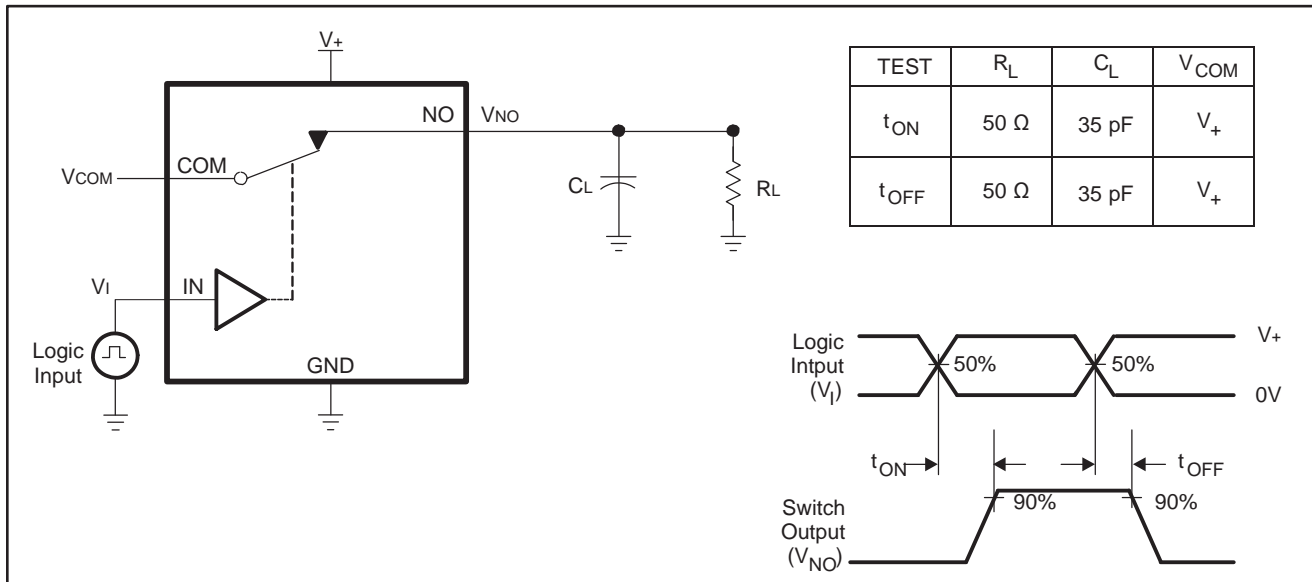 V+
NO VNO
COM
VCOM
CL
RL
VI IN
Logic
Input
GND
TEST RL CL VCOM
tON 50 Ω 35 pF V+
tOFF 50 Ω 35 pF V+
Logic
Intput
(VI)
50% 50%
V+
0V
tON tOFF
Switch
Output
(VNO)
90% 90%